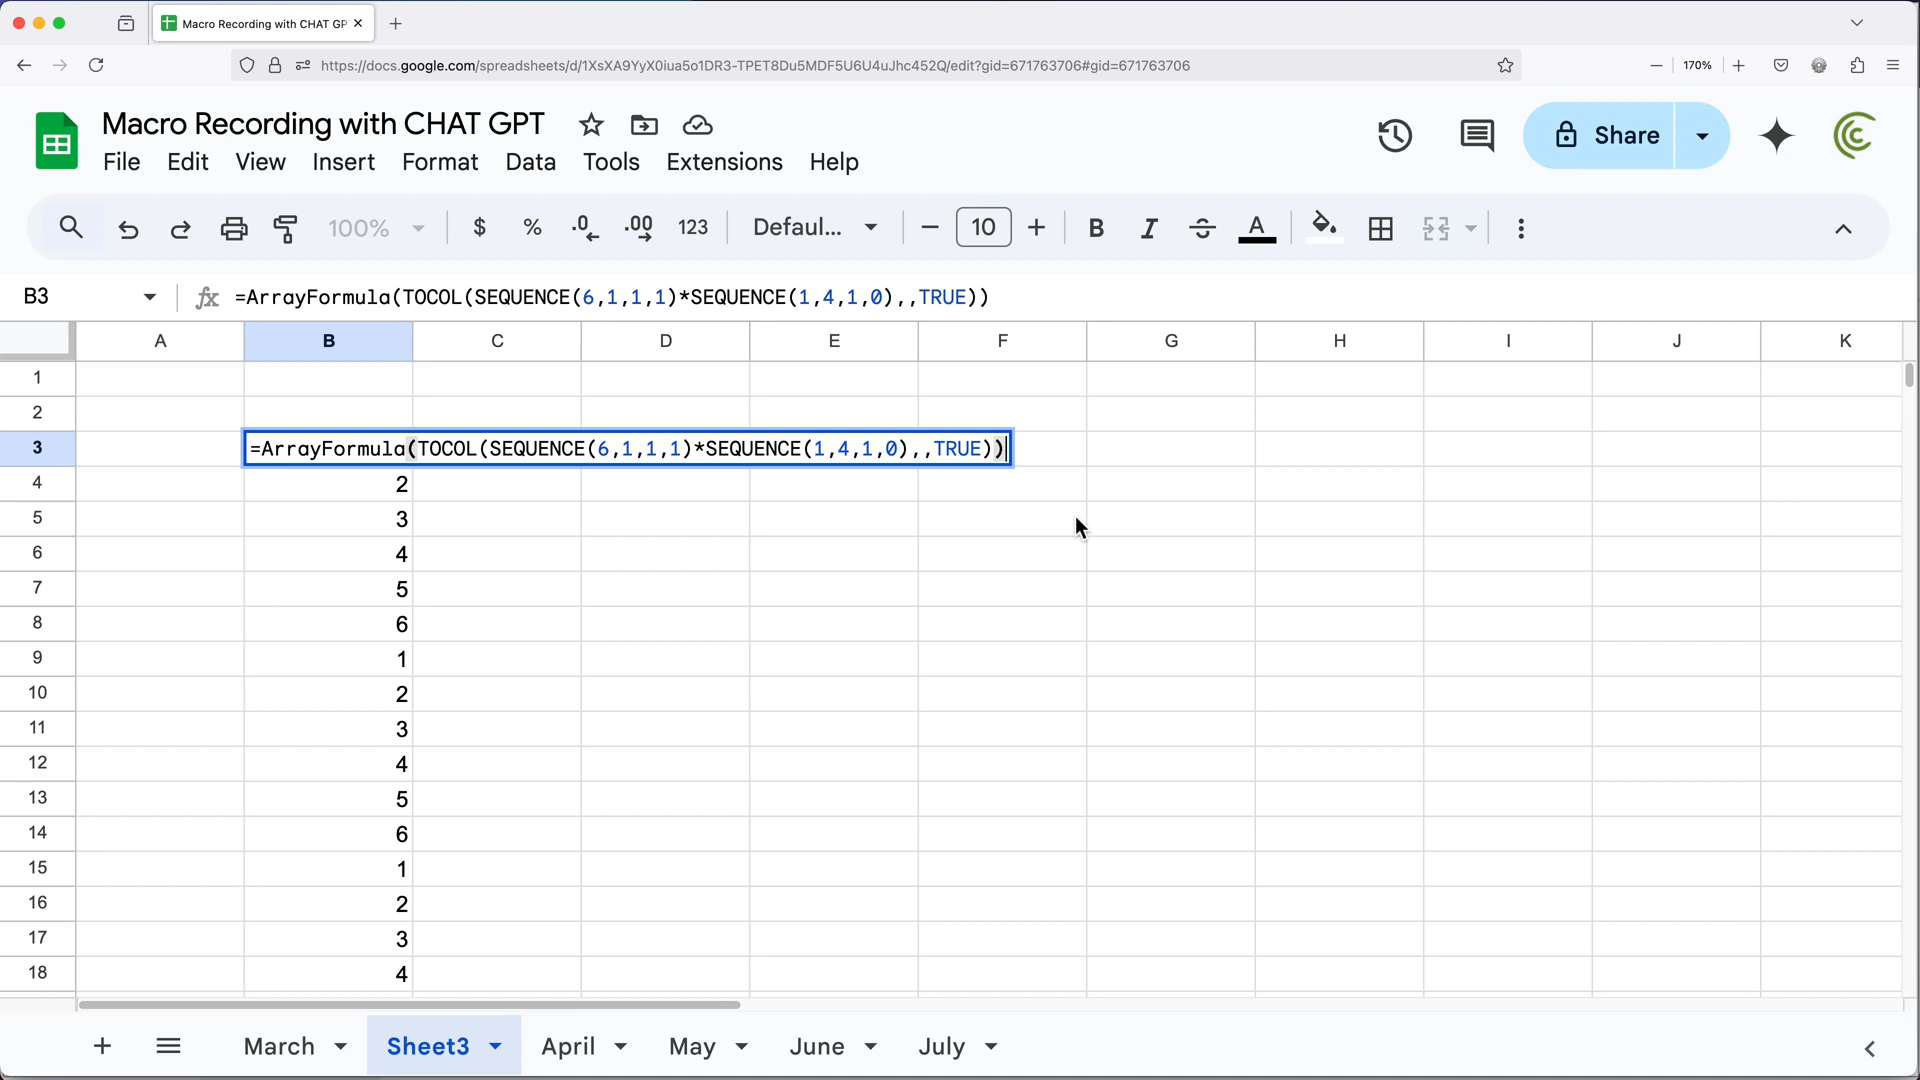 Macro Recording with CHAT GP
https://docs.google.com/spreadsheets/d/1XsXA9YyX0iua5o1DR3-TPET8Du5MDF5U6U4uJhc452Q/edit?gid=671763706#gid=671763706
170%
Macro Recording with CHAT GPT
File Edit View Insert Format Data Tools Extensions Help
Share
100% $ % .0 .00 123 Defaul... 10 B I S A
B3 fx =ArrayFormula(TOCOL(SEQUENCE(6,1,1,1)*SEQUENCE(1,4,1,0),,TRUE))
A B C D E F G H I J K
1
2
3 =ArrayFormula(TOCOL(SEQUENCE(6,1,1,1)*SEQUENCE(1,4,1,0),,TRUE))
4 2
5 3
6 4
7 5
8 6
9 1
10 2
11 3
12 4
13 5
14 6
15 1
16 2
17 3
18 4
March Sheet3 April May June July